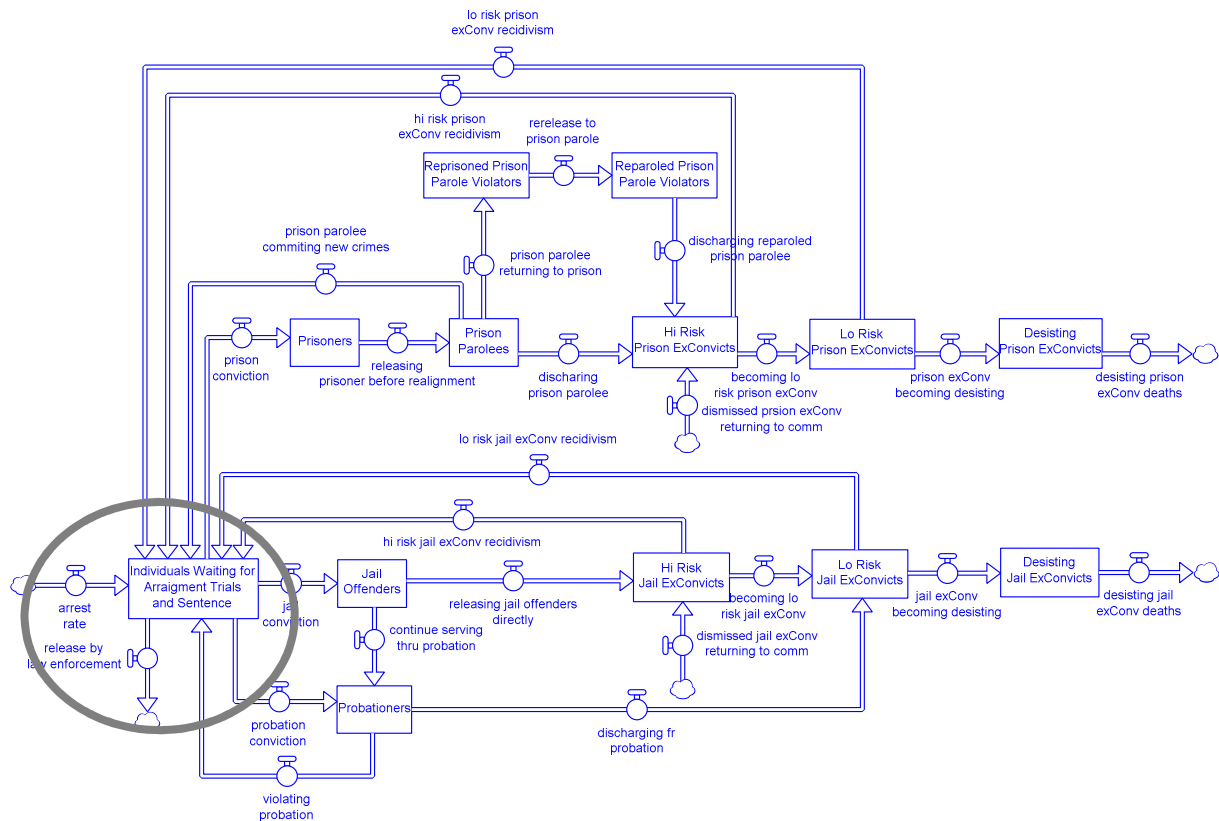 lo risk prison
exConv recidivism
hi risk prison
exConv recidivism
rerelease to
prison parole
Reprisoned Prison
Parole Violators
Reparoled Prison
Parole Violators
prison parolee
commiting new crimes
prison parolee
returning to prison
discharging reparoled
prison parolee
Prisoners
Prison
Parolees
Hi Risk
Prison ExConvicts
Lo Risk
Prison ExConvicts
Desisting
Prison ExConvicts
prison
conviction
releasing
prisoner before realignment
discharing
prison parolee
becoming lo
risk prison exConv
prison exConv
becoming desisting
desisting prison
exConv deaths
dismissed prsion exConv
returning to comm
lo risk jail exConv recidivism
hi risk jail exConv recidivism
Individuals Waiting for
Arraigment Trials
and Sentence
Jail
Offenders
Hi Risk
Jail ExConvicts
Lo Risk
Jail ExConvicts
Desisting
Jail ExConvicts
arrest
rate
jail
conviction
releasing jail offenders
directly
becoming lo
risk jail exConv
jail exConv
becoming desisting
desisting jail
exConv deaths
release by
law enforcement
continue serving
thru probation
dismissed jail exConv
returning to comm
Probationers
probation
conviction
discharging fr
probation
violating
probation